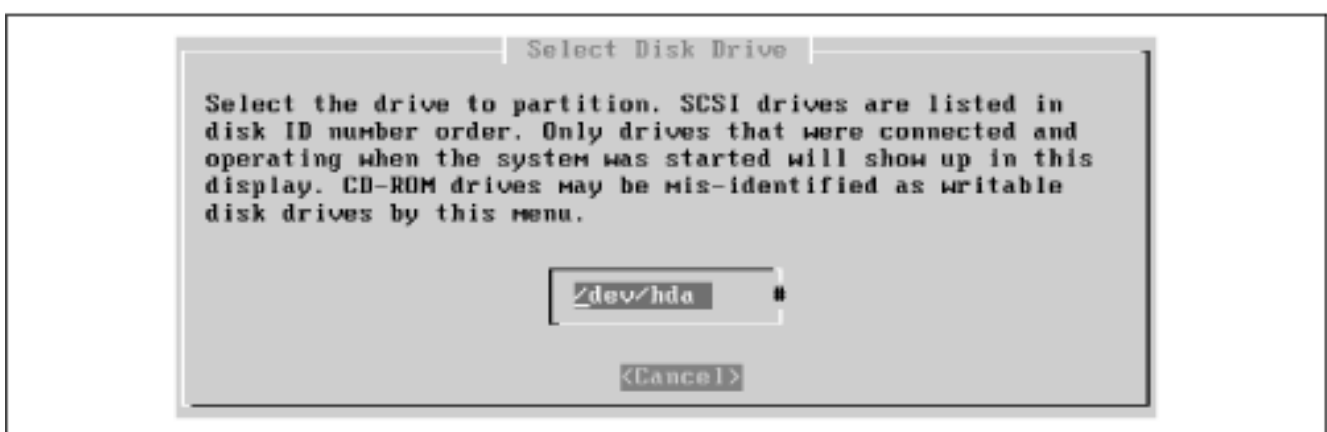 Select Disk Drive
Select the drive to partition. SCSI drives are listed in
disk ID number order. Only drives that were connected and
operating when the system was started will show up in this
display. CD-ROM drives may be mis-identified as writable
disk drives by this menu.
/dev/hda #
<Cancel>